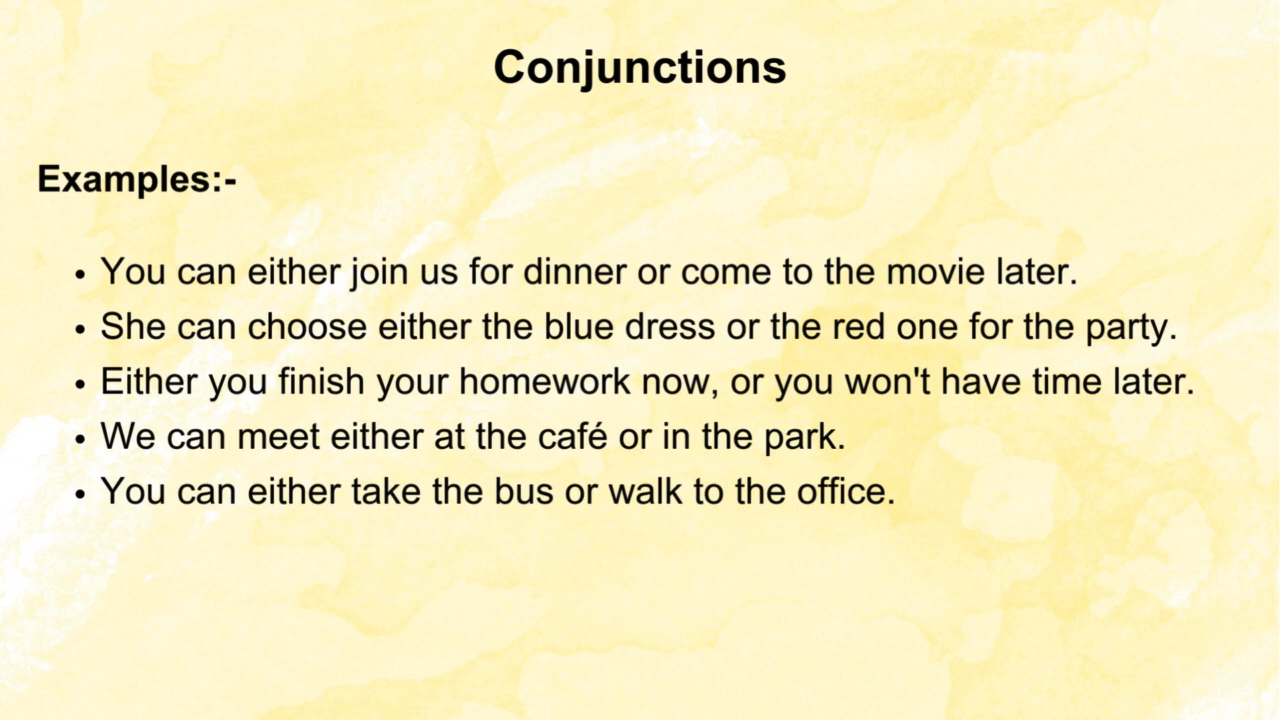 Conjunctions
Examples:-
• You can either join us for dinner or come to the movie later.
• She can choose either the blue dress or the red one for the party.
• Either you finish your homework now, or you won't have time later.
• We can meet either at the café or in the park.
• You can either take the bus or walk to the office.